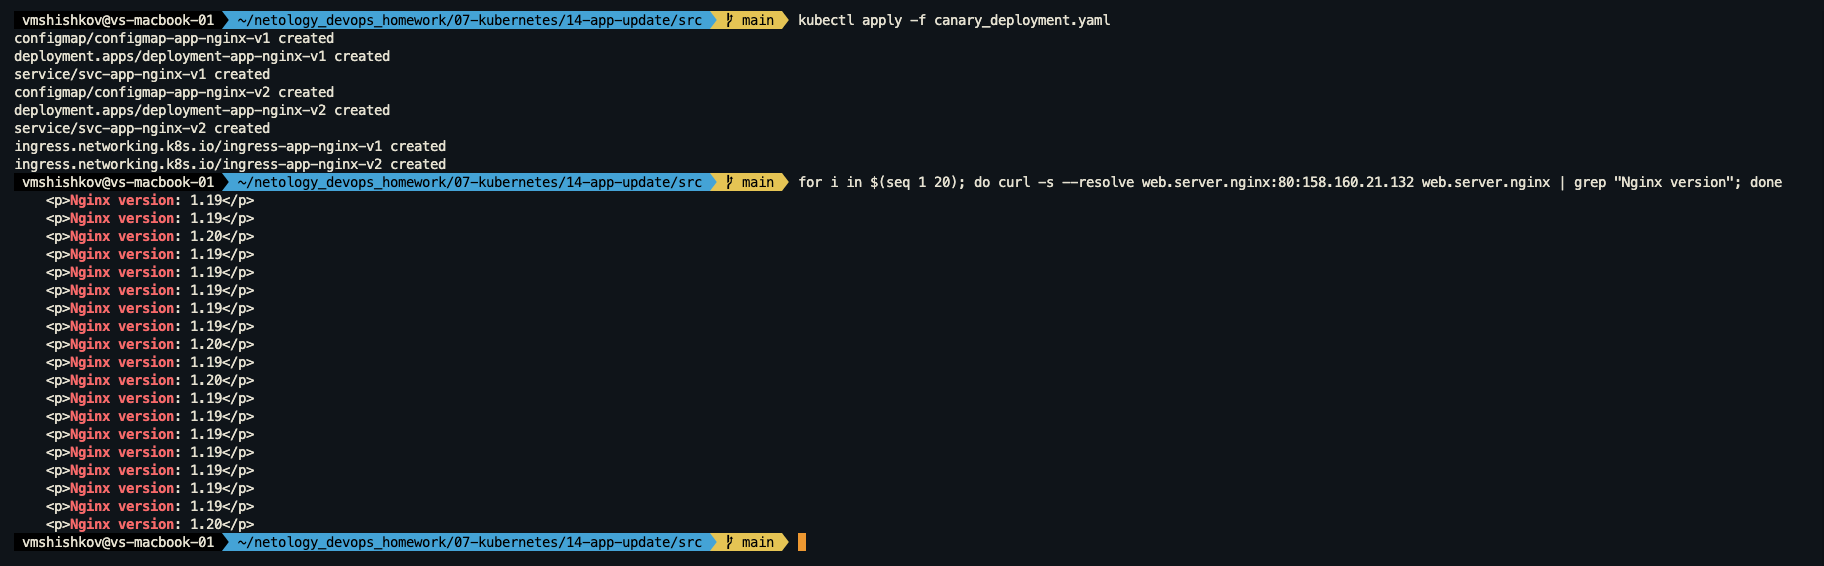 vmshishkov@vs-macbook-01 ~/netology_devops_homework/07-kubernetes/14-app-update/src main kubectl apply -f canary_deployment.yaml
configmap/configmap-app-nginx-v1 created
deployment.apps/deployment-app-nginx-v1 created
service/svc-app-nginx-v1 created
configmap/configmap-app-nginx-v2 created
deployment.apps/deployment-app-nginx-v2 created
service/svc-app-nginx-v2 created
ingress.networking.k8s.io/ingress-app-nginx-v1 created
ingress.networking.k8s.io/ingress-app-nginx-v2 created
vmshishkov@vs-macbook-01 ~/netology_devops_homework/07-kubernetes/14-app-update/src main for i in $(seq 1 20); do curl -s --resolve web.server.nginx:80:158.160.21.132 web.server.nginx | grep "Nginx version"; done
<p>Nginx version: 1.19</p>
<p>Nginx version: 1.19</p>
<p>Nginx version: 1.20</p>
<p>Nginx version: 1.19</p>
<p>Nginx version: 1.19</p>
<p>Nginx version: 1.19</p>
<p>Nginx version: 1.19</p>
<p>Nginx version: 1.19</p>
<p>Nginx version: 1.20</p>
<p>Nginx version: 1.19</p>
<p>Nginx version: 1.20</p>
<p>Nginx version: 1.19</p>
<p>Nginx version: 1.19</p>
<p>Nginx version: 1.19</p>
<p>Nginx version: 1.19</p>
<p>Nginx version: 1.19</p>
<p>Nginx version: 1.19</p>
<p>Nginx version: 1.19</p>
<p>Nginx version: 1.20</p>
vmshishkov@vs-macbook-01 ~/netology_devops_homework/07-kubernetes/14-app-update/src main